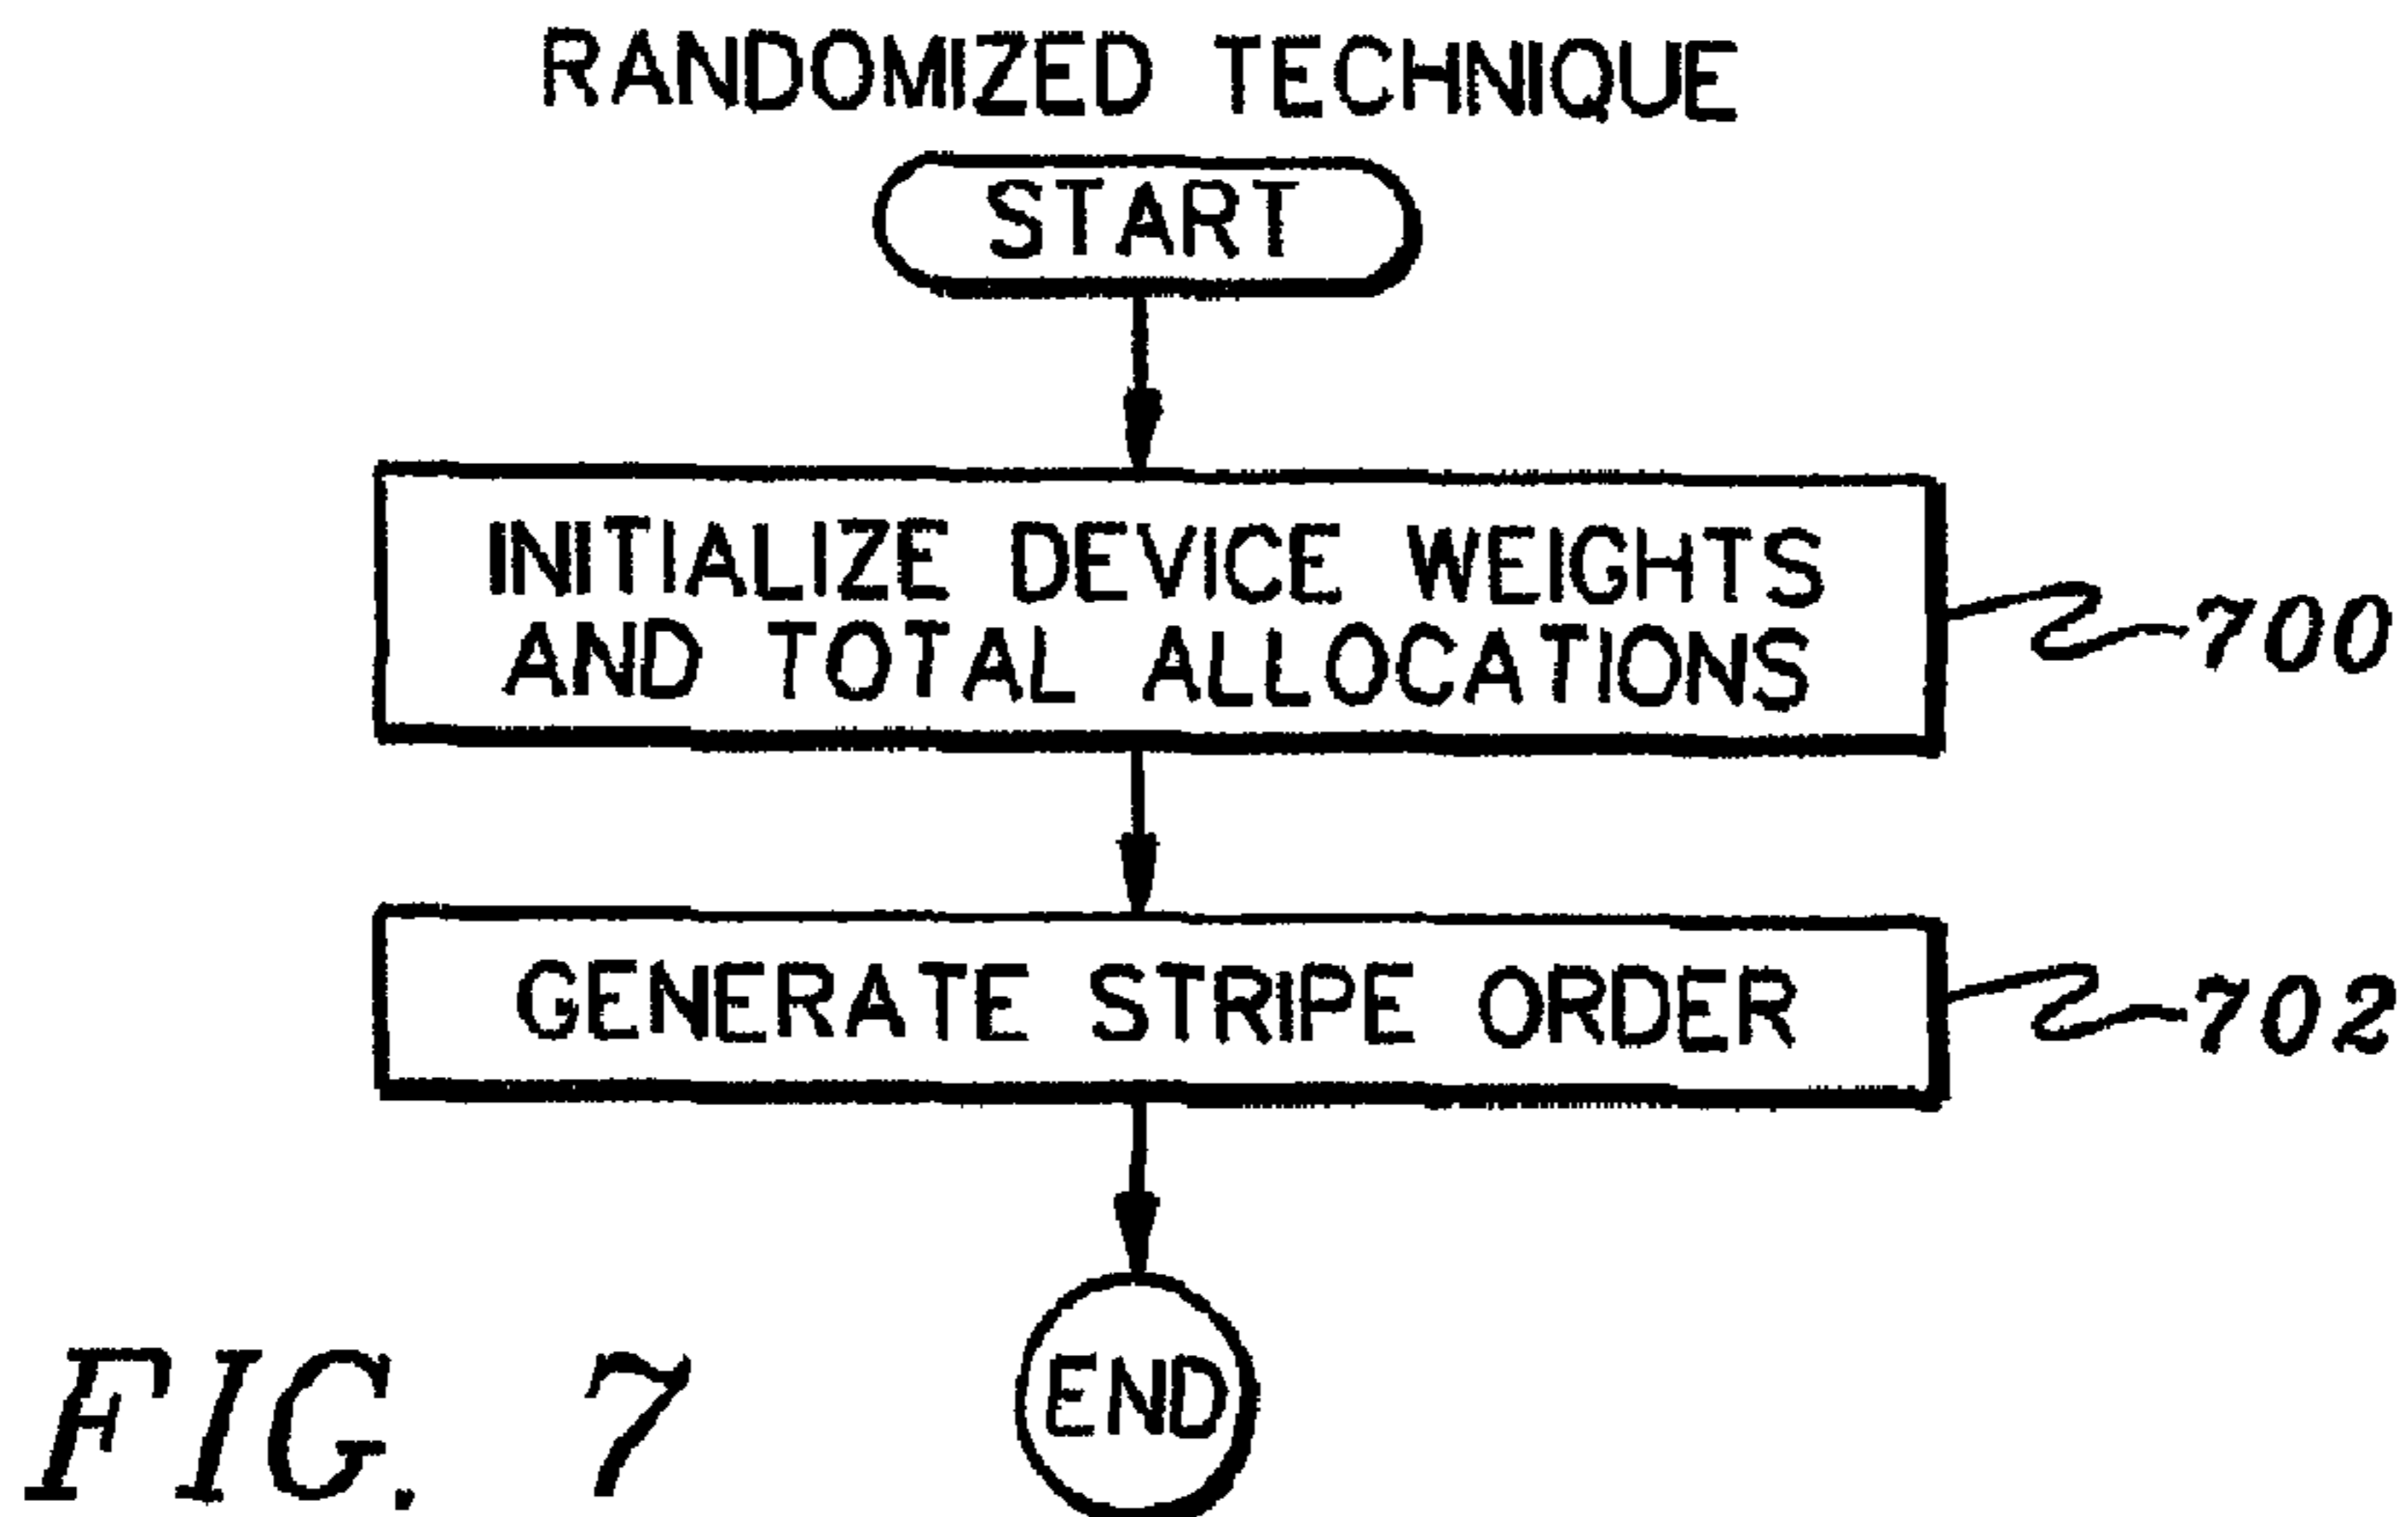 RANDOMIZED TECHNIQUE
START
INITIALIZE DEVICE WEIGHTS
AND TOTAL ALLOCATIONS
700
GENERATE STRIPE ORDER
702
END
FIG. 7